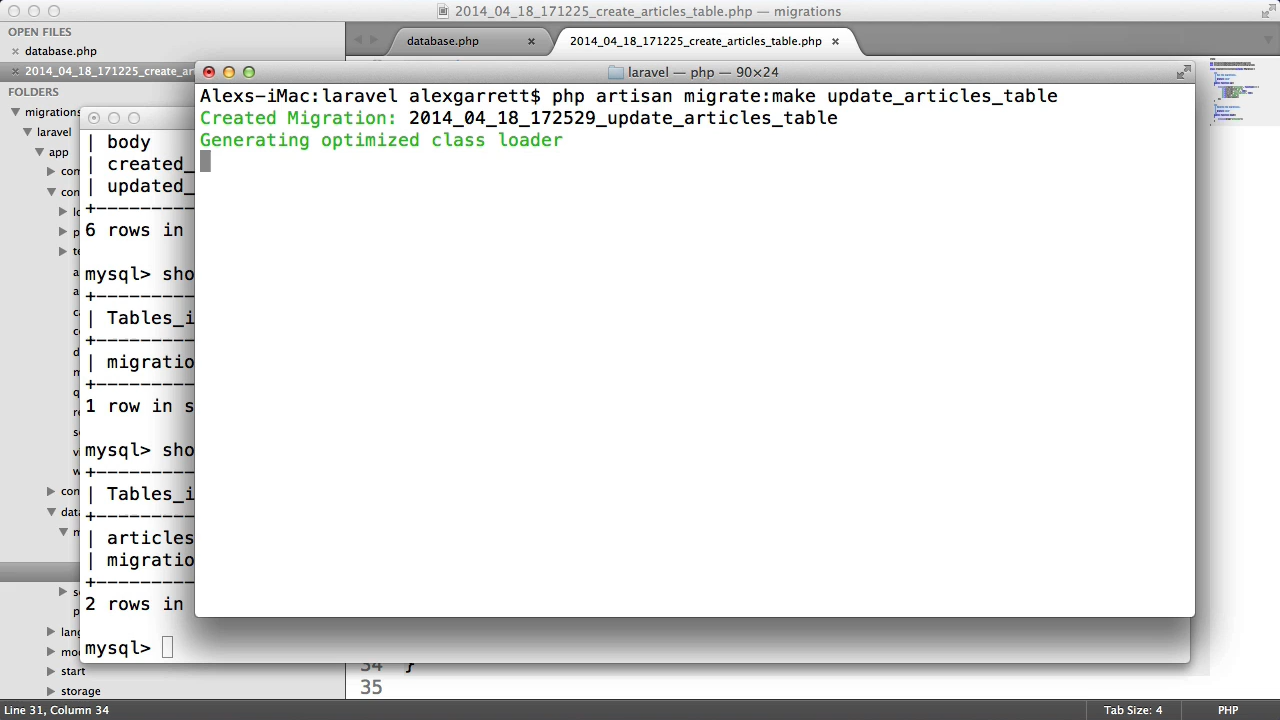 2014_04_18_171225_create_articles_table.php — migrations
OPEN FILES
database.php
2014_04_18_171225_create_ar
FOLDERS
migrations
laravel
app
con
data
lang
start
storage
database.php
2014_04_18_171225_create_articles_table.php
| body
| created_
| updated_
+----------
6 rows in
mysql> sho
+----------
| Tables_i
+----------
| migratio
+----------
1 row in s
mysql> sho
+----------
| Tables_i
+----------
| articles
| migratio
+----------
2 rows in
mysql>
laravel — php — 90×24
Alexs-iMac:laravel alexgarrett$ php artisan migrate:make update_articles_table
Created Migration: 2014_04_18_172529_update_articles_table
Generating optimized class loader
34 }
35
Line 31, Column 34
Tab Size: 4
PHP